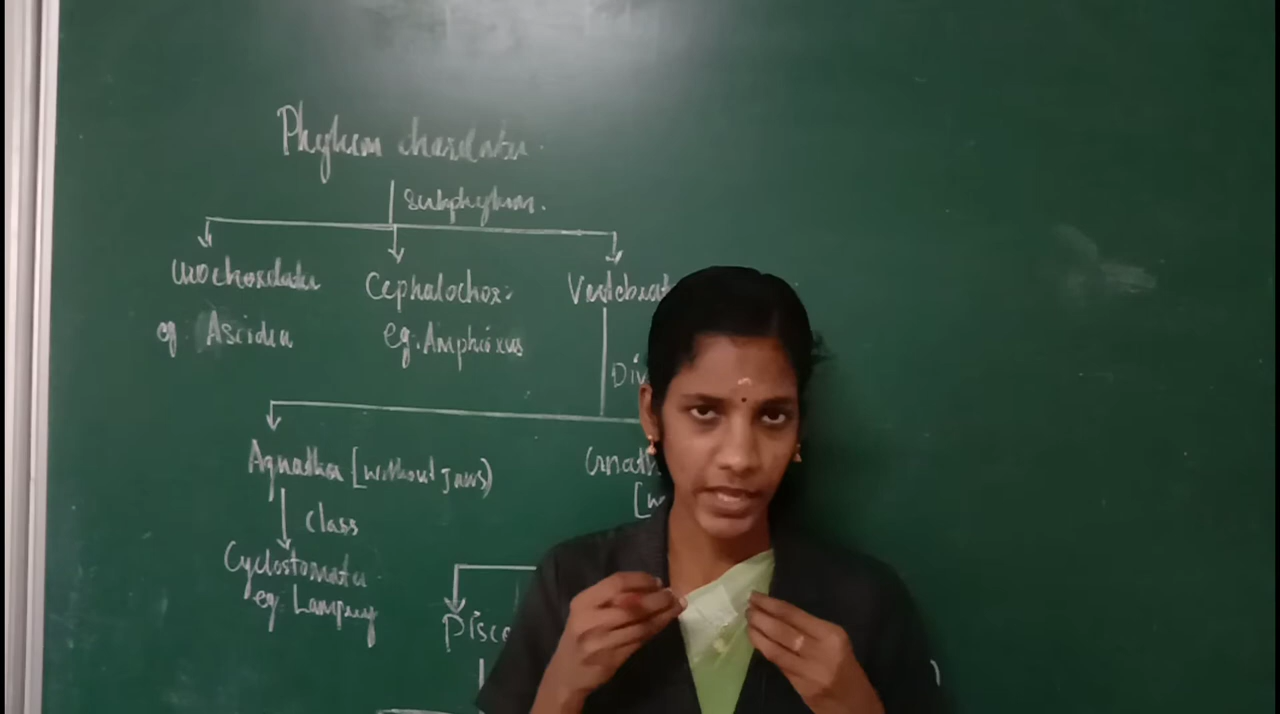 Phylum chordata.
Subphylum.
Urochordata
Cephalochor:
Vertebrat
eg. Ascidia
eg. Amphioxus
Div
Agnatha [without Jaws)
Gnath
[w
class
Cyclostomata
eg. Lamprey
Pisce